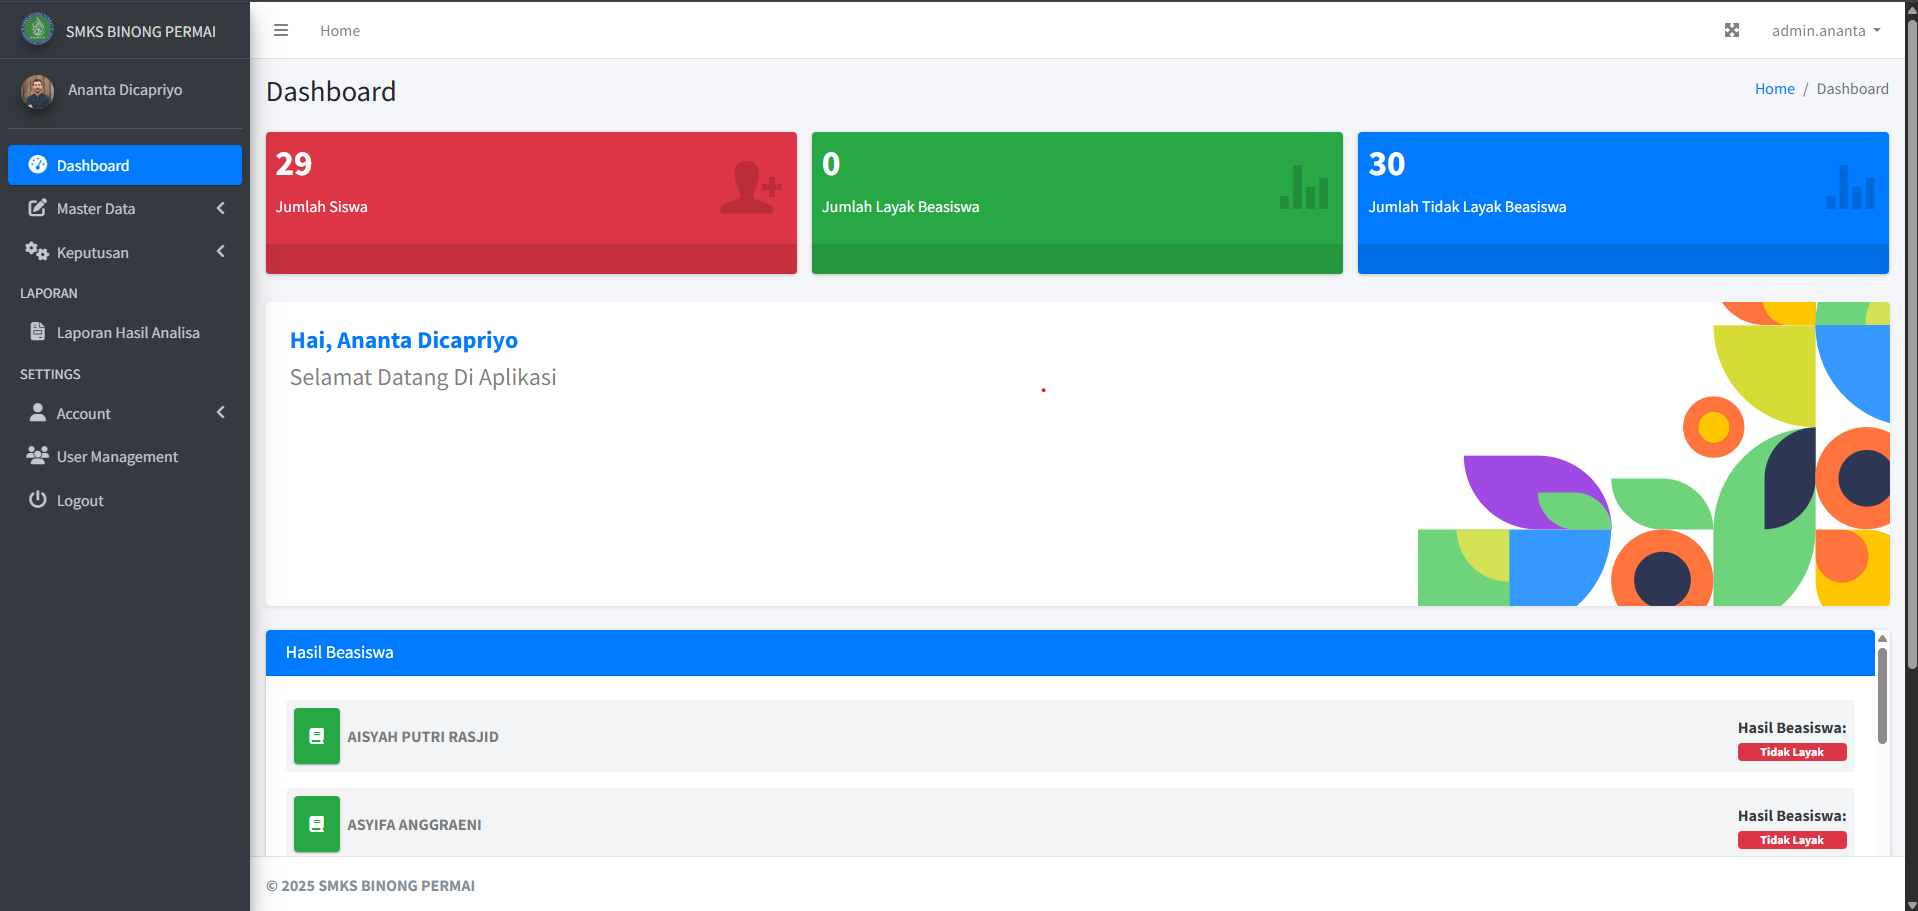 SMKS BINONG PERMAI
Ananta Dicapriyo
Dashboard
Master Data
Keputusan
LAPORAN
Laporan Hasil Analisa
SETTINGS
Account
User Management
Logout
Home
admin.ananta
Dashboard
Home / Dashboard
29
Jumlah Siswa
0
Jumlah Layak Beasiswa
30
Jumlah Tidak Layak Beasiswa
Hai, Ananta Dicapriyo
Selamat Datang Di Aplikasi
Hasil Beasiswa
AISYAH PUTRI RASJID
Hasil Beasiswa:
Tidak Layak
ASYIFA ANGGRAENI
Hasil Beasiswa:
Tidak Layak
© 2025 SMKS BINONG PERMAI